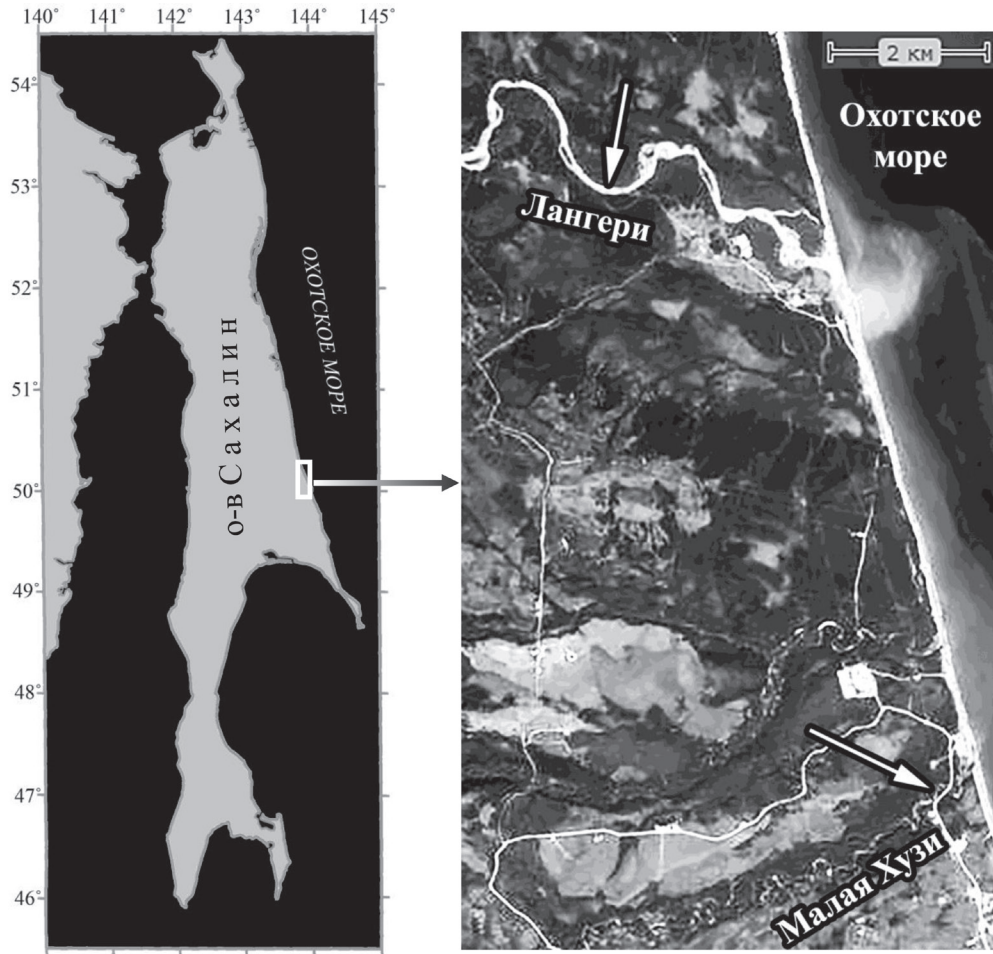 140° 141° 142° 143° 144° 145°
54°
53°
52°
51°
50°
49°
48°
47°
46°
ОХОТСКОЕ МОРЕ
о-в Сахалин
2 км
Охотское
море
Лангери
Малая Хузи